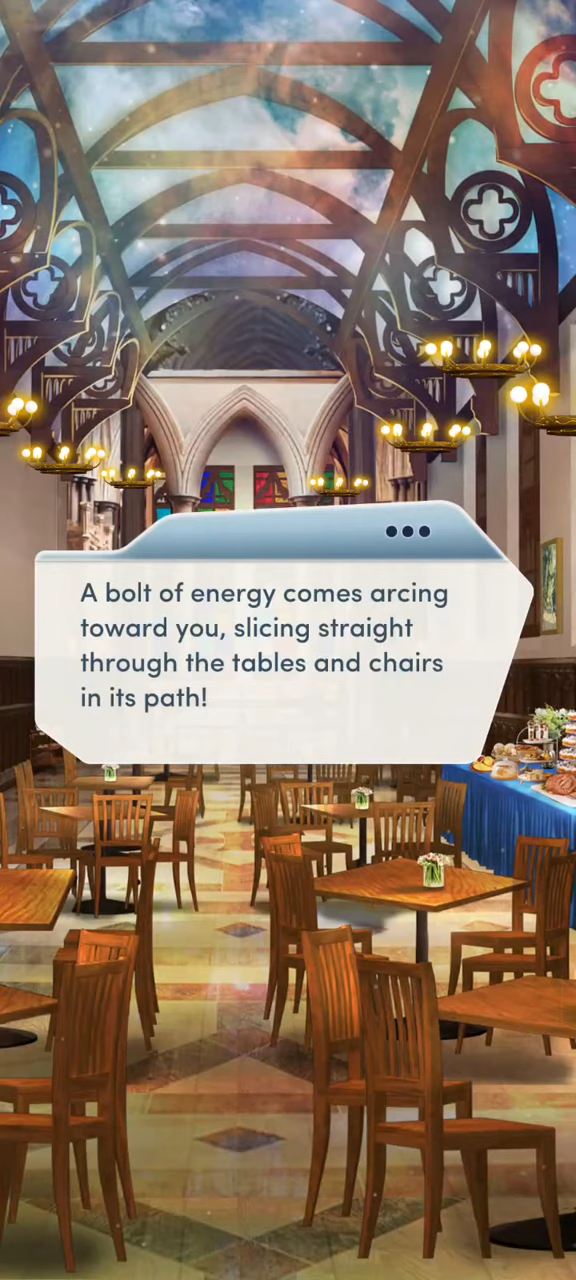 A bolt of energy comes arcing
toward you, slicing straight
through the tables and chairs
in its path!